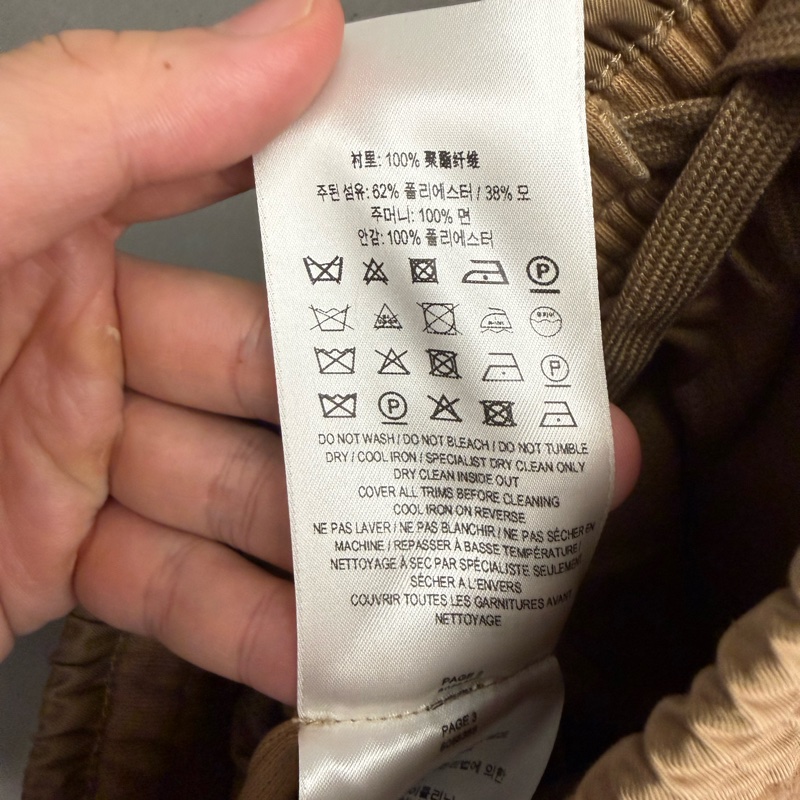 衬里: 100% 聚酯纤维
주된 섬유: 62% 폴리에스터 / 38% 모
주머니: 100% 면
안감: 100% 폴리에스터
P
P
P
DO NOT WASH / DO NOT BLEACH / DO NOT TUMBLE
DRY / COOL IRON / SPECIALIST DRY CLEAN ONLY
DRY CLEAN INSIDE OUT
COVER ALL TRIMS BEFORE CLEANING
COOL IRON ON REVERSE
NE PAS LAVER / NE PAS BLANCHIR / NE PAS SÉCHER EN
MACHINE / REPASSER À BASSE TEMPÉRATURE /
NETTOYAGE À SEC PAR SPÉCIALISTE SEULEMENT
SÉCHER A L'ENVERS
COUVRIR TOUTES LES GARNITURES AVANT
NETTOYAGE
PAGE
PAGE 3
의한